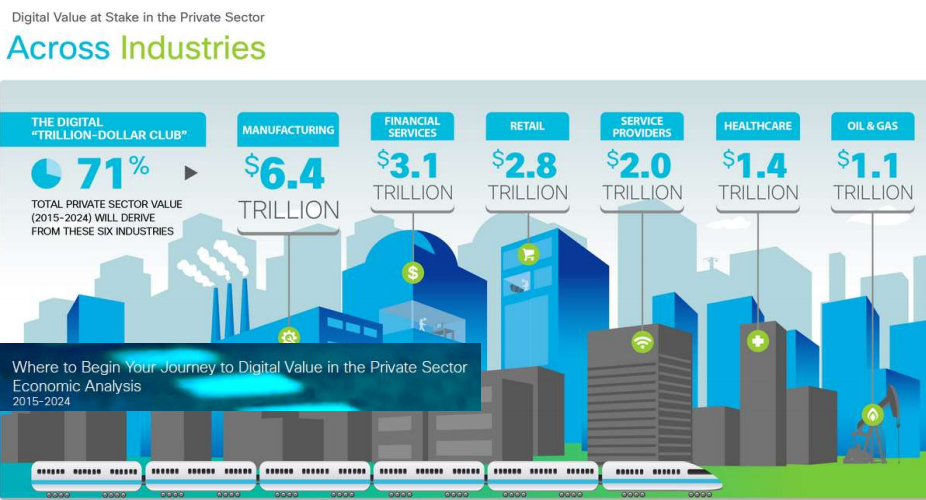 Digital Value at Stake in the Private Sector
Across Industries
THE DIGITAL
“TRILLION-DOLLAR CLUB”
71%
TOTAL PRIVATE SECTOR VALUE
(2015-2024) WILL DERIVE
FROM THESE SIX INDUSTRIES
MANUFACTURING
$6.4
TRILLION
FINANCIAL
SERVICES
$3.1
TRILLION
RETAIL
$2.8
TRILLION
SERVICE
PROVIDERS
$2.0
TRILLION
HEALTHCARE
$1.4
TRILLION
OIL & GAS
$1.1
TRILLION
$
Where to Begin Your Journey to Digital Value in the Private Sector
Economic Analysis
2015-2024